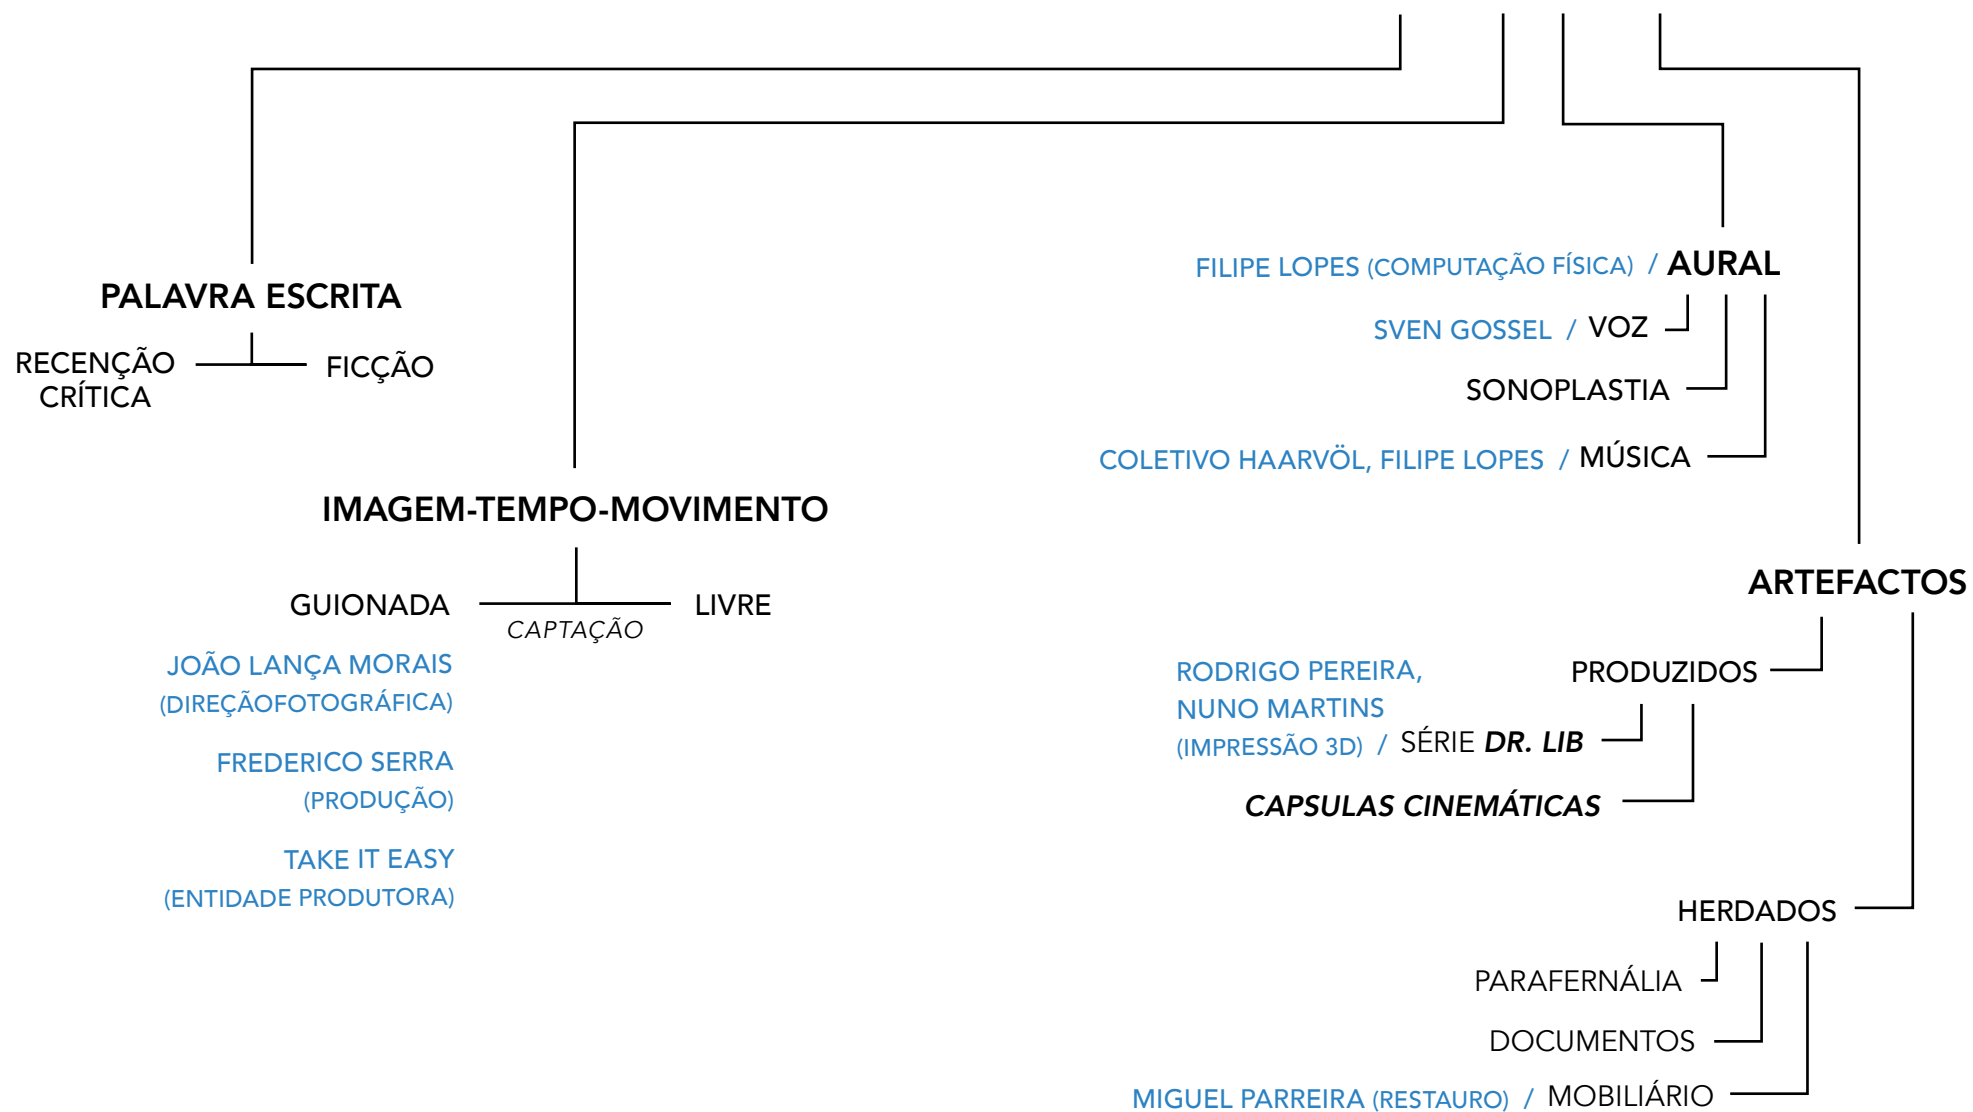 PALAVRA ESCRITA
RECENÇÃO
CRÍTICA
FICÇÃO
IMAGEM-TEMPO-MOVIMENTO
GUIONADA
LIVRE
CAPTAÇÃO
JOÃO LANÇA MORAIS
(DIREÇÃOFOTOGRÁFICA)
FREDERICO SERRA
(PRODUÇÃO)
TAKE IT EASY
(ENTIDADE PRODUTORA)
FILIPE LOPES (COMPUTAÇÃO FÍSICA) / AURAL
SVEN GOSSEL / VOZ
SONOPLASTIA
COLETIVO HAARVÖL, FILIPE LOPES / MÚSICA
ARTEFACTOS
PRODUZIDOS
RODRIGO PEREIRA,
NUNO MARTINS
(IMPRESSÃO 3D) / SÉRIE DR. LIB
CAPSULAS CINEMÁTICAS
HERDADOS
PARAFERNÁLIA
DOCUMENTOS
MIGUEL PARREIRA (RESTAURO) / MOBILIÁRIO